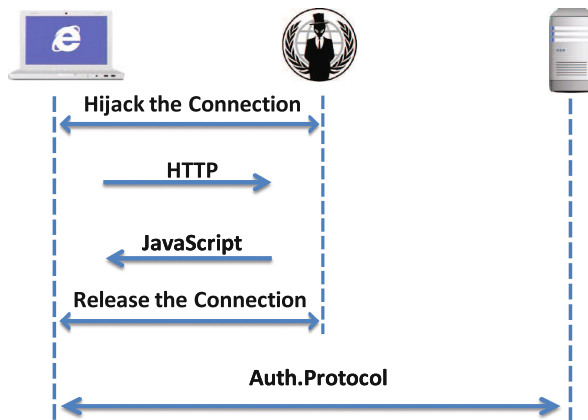 Hijack the Connection
HTTP
JavaScript
Release the Connection
Auth.Protocol